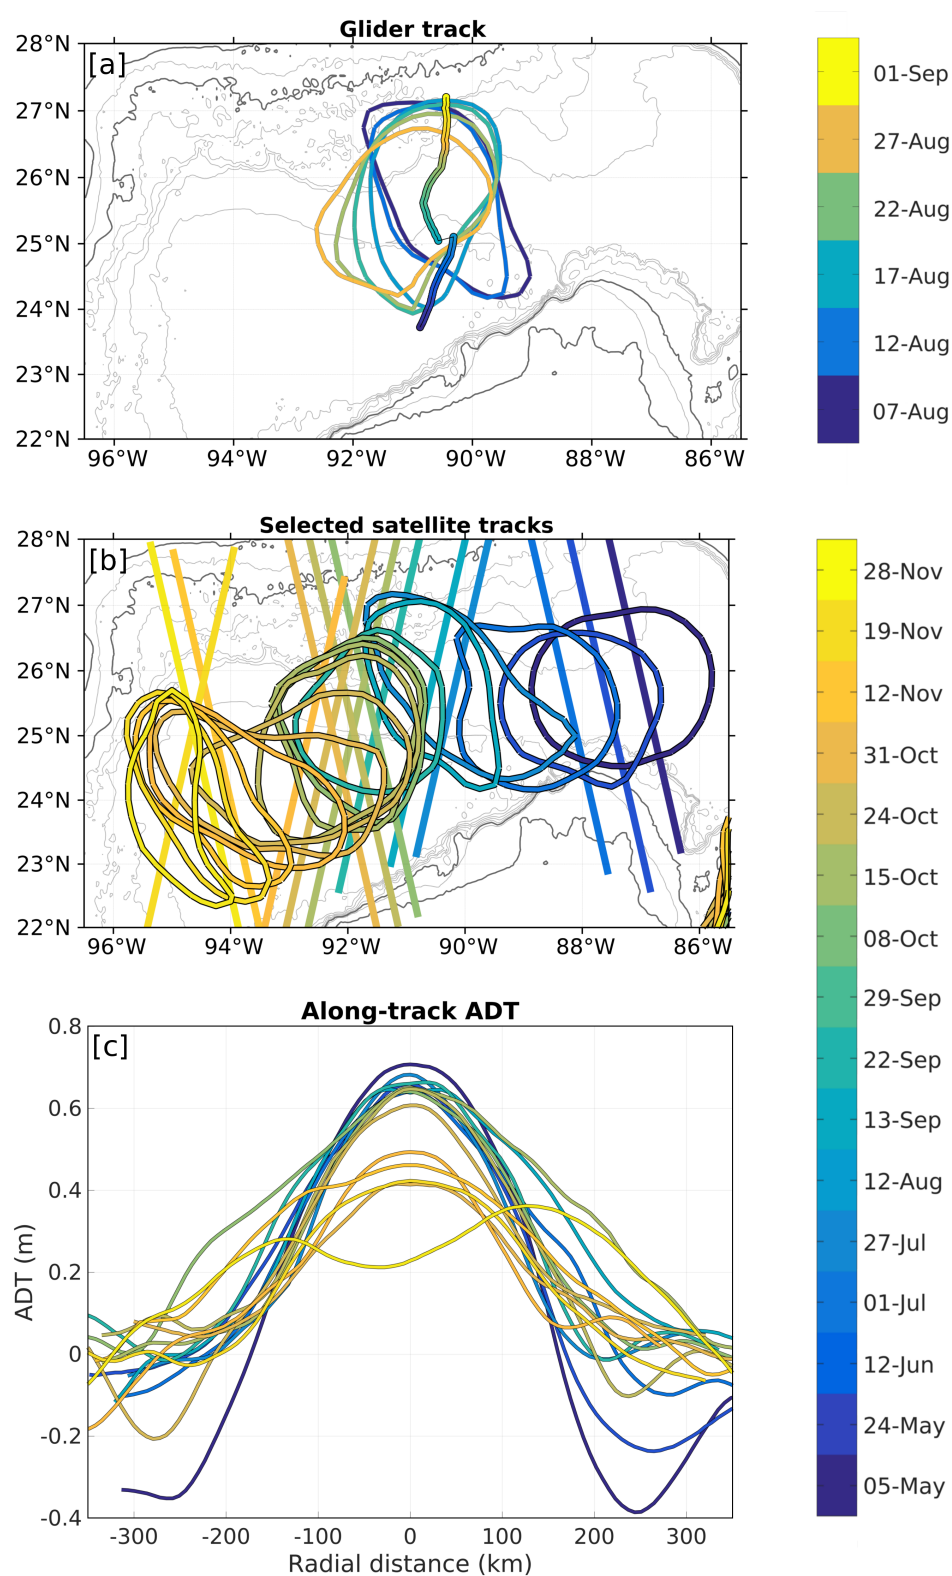 Glider track
[a]
28°N
27°N
26°N
25°N
24°N
23°N
22°N
96°W 94°W 92°W 90°W 88°W 86°W
01-Sep
27-Aug
22-Aug
17-Aug
12-Aug
07-Aug
Selected satellite tracks
[b]
28°N
27°N
26°N
25°N
24°N
23°N
22°N
96°W 94°W 92°W 90°W 88°W 86°W
28-Nov
19-Nov
12-Nov
31-Oct
24-Oct
15-Oct
08-Oct
29-Sep
22-Sep
13-Sep
12-Aug
27-Jul
01-Jul
12-Jun
24-May
05-May
Along-track ADT
[c]
ADT (m)
0.8
0.6
0.4
0.2
0
-0.2
-0.4
-300 -200 -100 0 100 200 300
Radial distance (km)